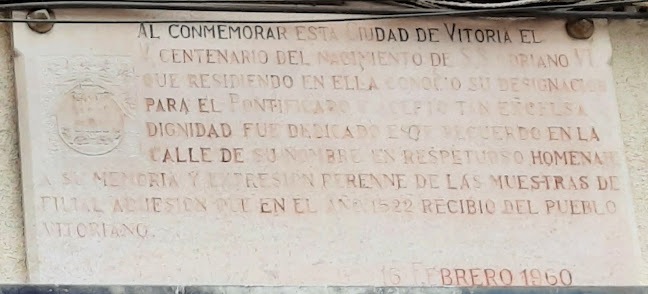 AL CONMEMORAR ESTA CIUDAD DE VITORIA EL
V CENTENARIO DEL NACIMIENTO DE S.S. ADRIANO VI
QUE RESIDIENDO EN ELLA CONOCIO SU DESIGNACION
PARA EL PONTIFICADO Y ACEPTO TAN EXCELSA
DIGNIDAD FUE DEDICADO ESTE RECUERDO EN LA
CALLE DE SU NOMBRE EN RESPETUOSO HOMENAJE
A SU MEMORIA Y EXPRESION PERENNE DE LAS MUESTRAS DE
FILIAL ADHESION QUE EN EL AÑO 1522 RECIBIO DEL PUEBLO
VITORIANO.
FEBRERO 1960